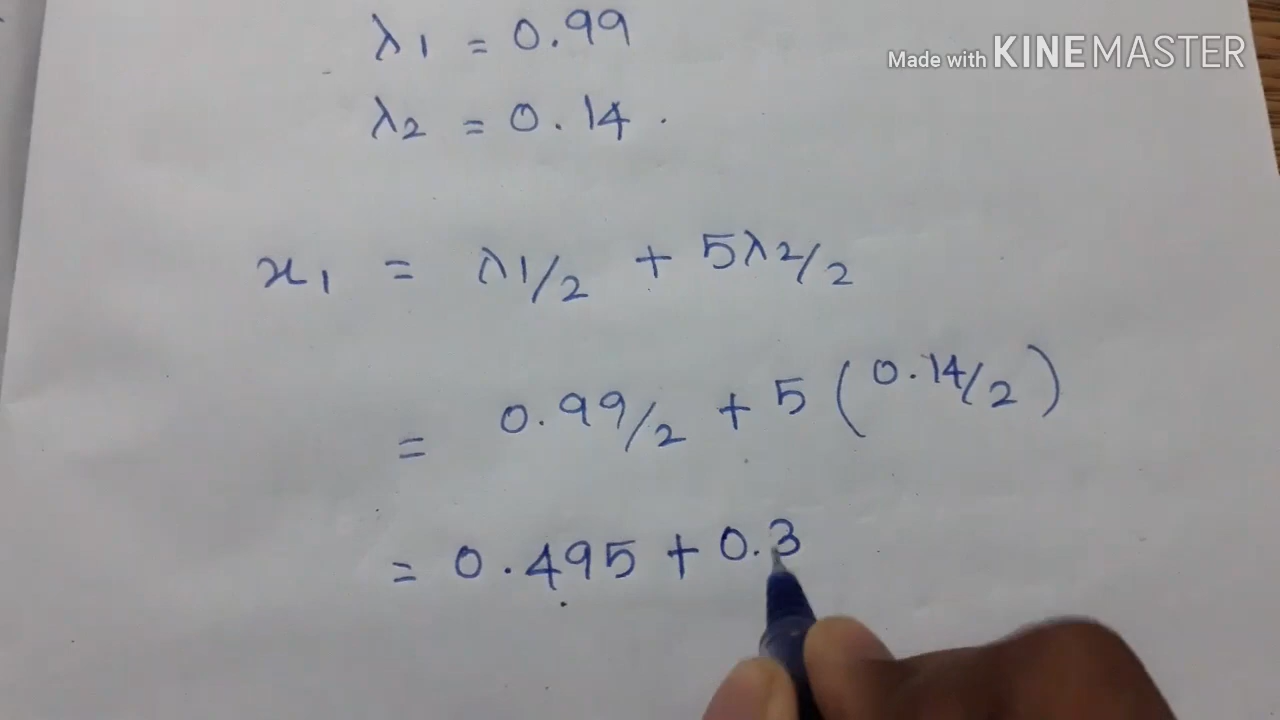 λ1 = 0.99
Made with KINEMASTER
λ2 = 0.14.
x1 = λ1/2 + 5λ2/2
= 0.99/2 + 5 (0.14/2)
= 0.495 + 0.3